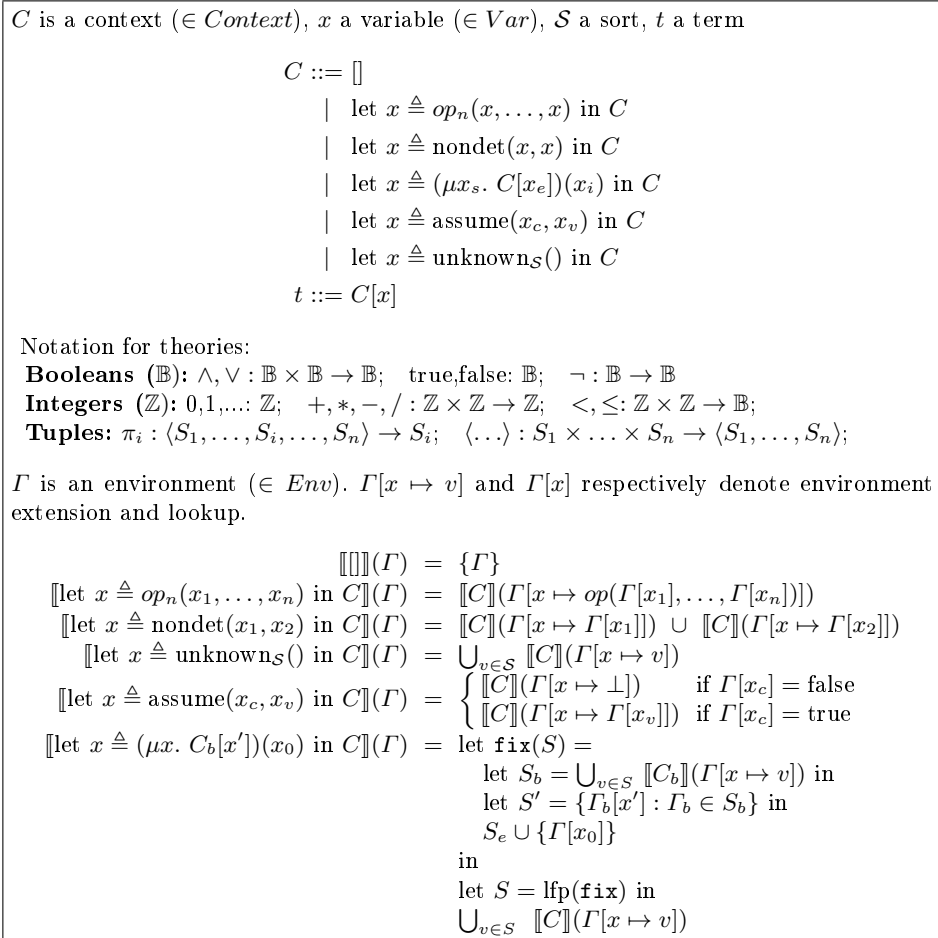 C is a context (∈ Context), x a variable (∈ Var), 𝒮 a sort, t a term
C ::= []
| let x ≜ op_n(x, . . . , x) in C
| let x ≜ nondet(x, x) in C
| let x ≜ (μx_s. C[x_e])(x_i) in C
| let x ≜ assume(x_c, x_v) in C
| let x ≜ unknown_𝒮() in C
t ::= C[x]
Notation for theories:
Booleans (𝔹): ∧, ∨ : 𝔹 × 𝔹 → 𝔹; true,false: 𝔹; ¬ : 𝔹 → 𝔹
Integers (ℤ): 0,1,...: ℤ; +, *, −, / : ℤ × ℤ → ℤ; <, ≤: ℤ × ℤ → 𝔹;
Tuples: π_i : ⟨S_1, . . . , S_i, . . . , S_n⟩ → S_i; ⟨. . .⟩ : S_1 × . . . × S_n → ⟨S_1, . . . , S_n⟩;
Γ is an environment (∈ Env). Γ[x ↦ v] and Γ[x] respectively denote environment
extension and lookup.
⟦[]⟧(Γ) = {Γ}
⟦let x ≜ op_n(x_1, . . . , x_n) in C⟧(Γ) = ⟦C⟧(Γ[x ↦ op(Γ[x_1], . . . , Γ[x_n])])
⟦let x ≜ nondet(x_1, x_2) in C⟧(Γ) = ⟦C⟧(Γ[x ↦ Γ[x_1]]) ∪ ⟦C⟧(Γ[x ↦ Γ[x_2]])
⟦let x ≜ unknown_𝒮() in C⟧(Γ) = ⋃_{v∈𝒮} ⟦C⟧(Γ[x ↦ v])
⟦let x ≜ assume(x_c, x_v) in C⟧(Γ) = { ⟦C⟧(Γ[x ↦ ⊥]) if Γ[x_c] = false
⟦C⟧(Γ[x ↦ Γ[x_v]]) if Γ[x_c] = true
⟦let x ≜ (μx. C_b[x′])(x_0) in C⟧(Γ) = let fix(S) =
let S_b = ⋃_{v∈S} ⟦C_b⟧(Γ[x ↦ v]) in
let S′ = {Γ_b[x′] : Γ_b ∈ S_b} in
S_e ∪ {Γ[x_0]}
in
let S = lfp(fix) in
⋃_{v∈S} ⟦C⟧(Γ[x ↦ v])